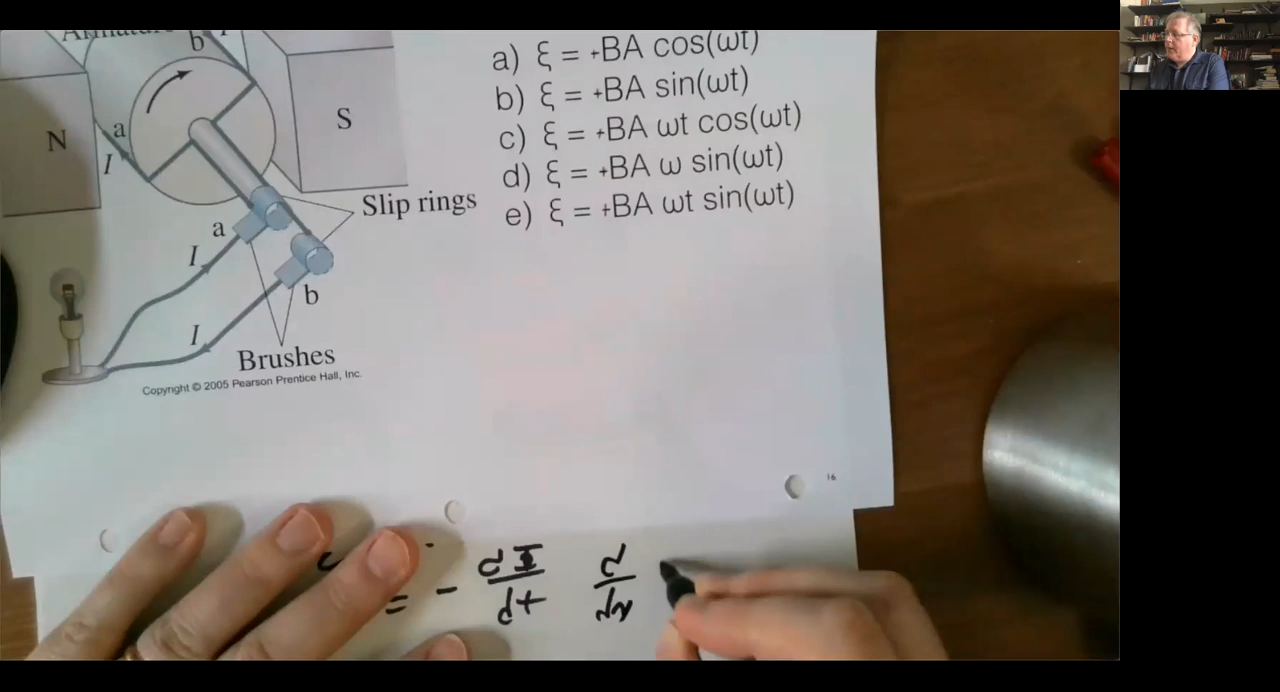 b
a) ξ = +BA cos(ωt)
b) ξ = +BA sin(ωt)
c) ξ = +BA ωt cos(ωt)
d) ξ = +BA ω sin(ωt)
e) ξ = +BA ωt sin(ωt)
N
a
I
S
Slip rings
a
I
b
I
Brushes
Copyright © 2005 Pearson Prentice Hall, Inc.
16
= - dΦ/dt d/dx